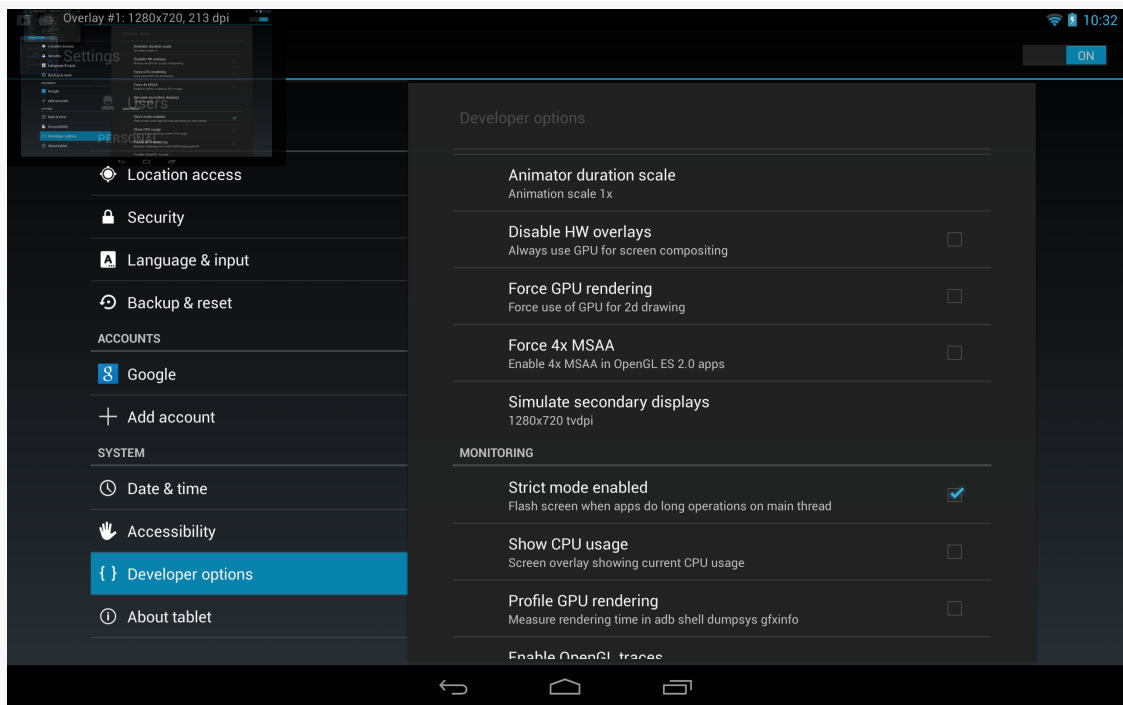 Overlay #1: 1280x720, 213 dpi
10:32
Settings
ON
Users
PERSONAL
Location access
Security
Language & input
Backup & reset
ACCOUNTS
Google
Add account
SYSTEM
Date & time
Accessibility
{ } Developer options
About tablet
Developer options
Animator duration scale
Animation scale 1x
Disable HW overlays
Always use GPU for screen compositing
Force GPU rendering
Force use of GPU for 2d drawing
Force 4x MSAA
Enable 4x MSAA in OpenGL ES 2.0 apps
Simulate secondary displays
1280x720 tvdpi
MONITORING
Strict mode enabled
Flash screen when apps do long operations on main thread
Show CPU usage
Screen overlay showing current CPU usage
Profile GPU rendering
Measure rendering time in adb shell dumpsys gfxinfo
Enable OpenGL traces